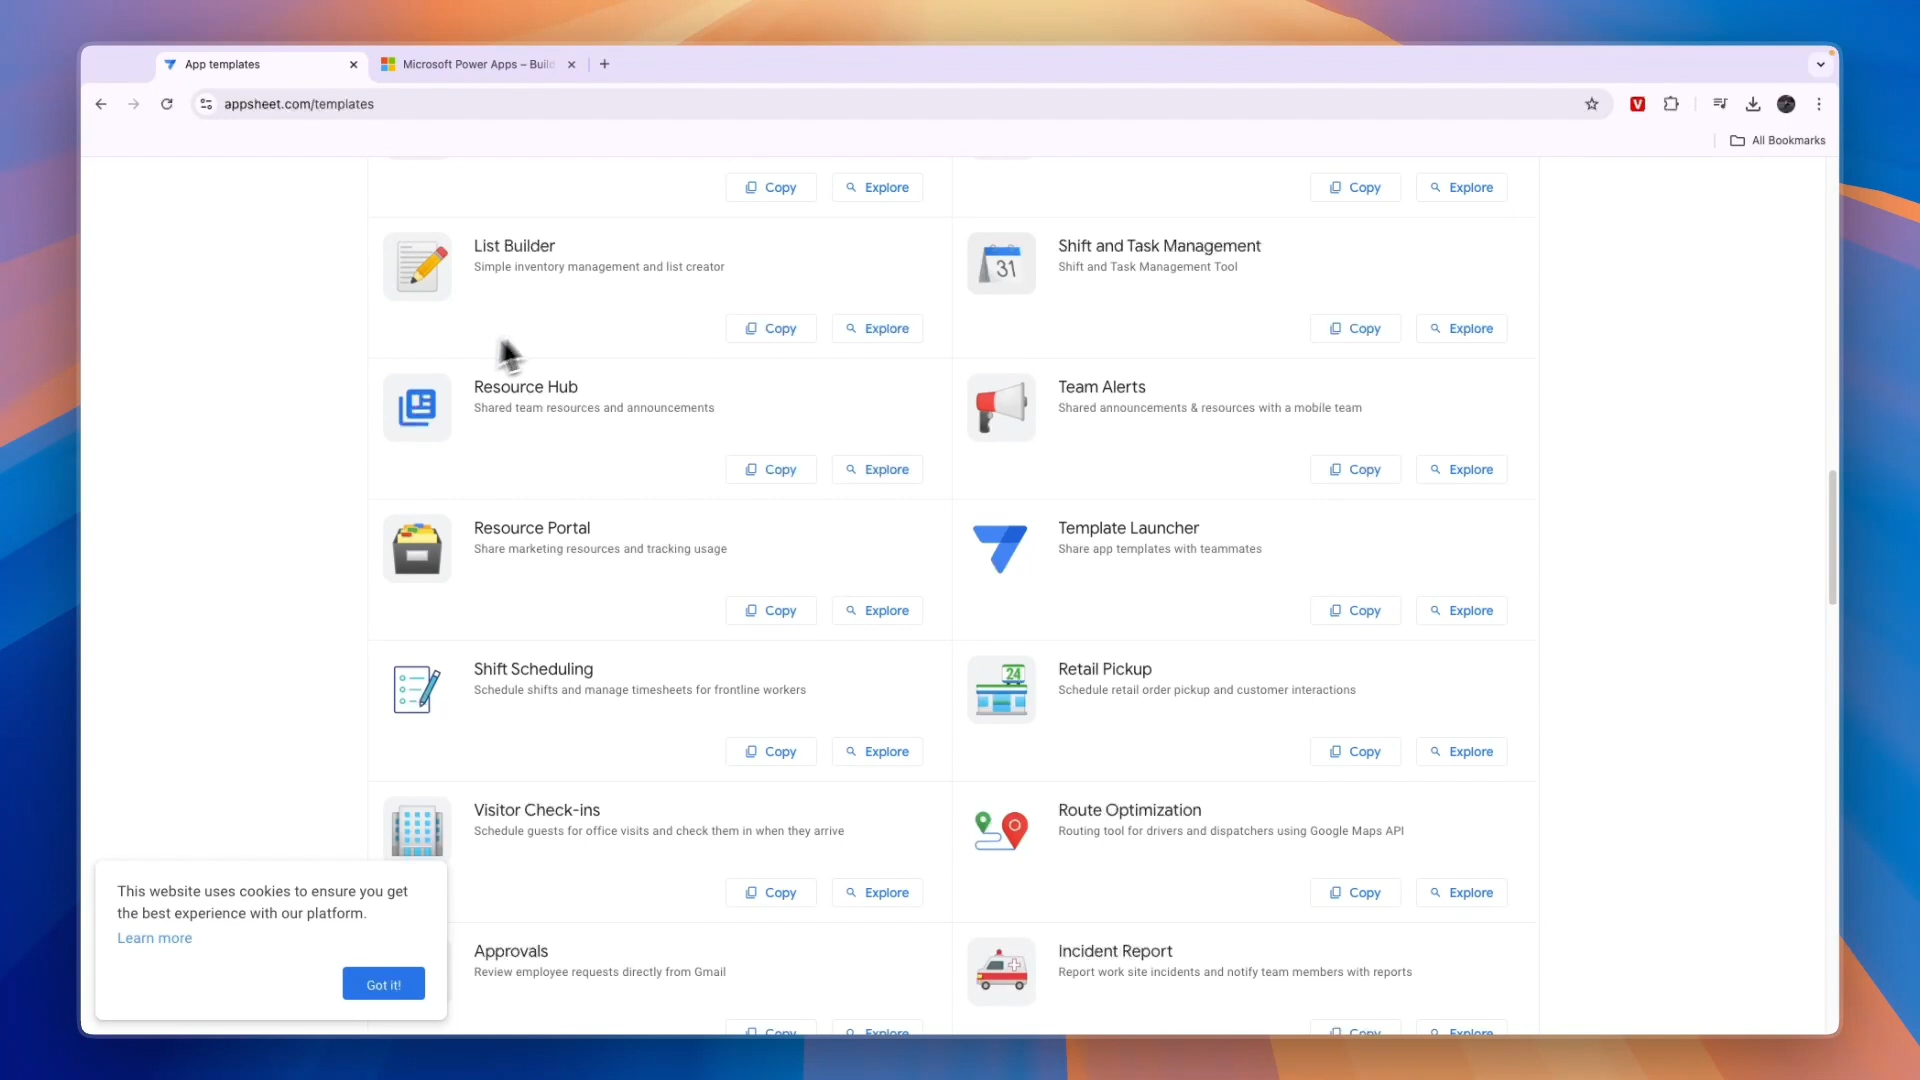 App templates
Microsoft Power Apps – Build
appsheet.com/templates
All Bookmarks
Copy
Explore
Copy
Explore
List Builder
Simple inventory management and list creator
Copy
Explore
31
Shift and Task Management
Shift and Task Management Tool
Copy
Explore
Resource Hub
Shared team resources and announcements
Copy
Explore
Team Alerts
Shared announcements & resources with a mobile team
Copy
Explore
Resource Portal
Share marketing resources and tracking usage
Copy
Explore
Template Launcher
Share app templates with teammates
Copy
Explore
Shift Scheduling
Schedule shifts and manage timesheets for frontline workers
Copy
Explore
24
Retail Pickup
Schedule retail order pickup and customer interactions
Copy
Explore
Visitor Check-ins
Schedule guests for office visits and check them in when they arrive
Copy
Explore
Route Optimization
Routing tool for drivers and dispatchers using Google Maps API
Copy
Explore
Approvals
Review employee requests directly from Gmail
Copy
Explore
Incident Report
Report work site incidents and notify team members with reports
Copy
Explore
This website uses cookies to ensure you get
the best experience with our platform.
Learn more
Got it!